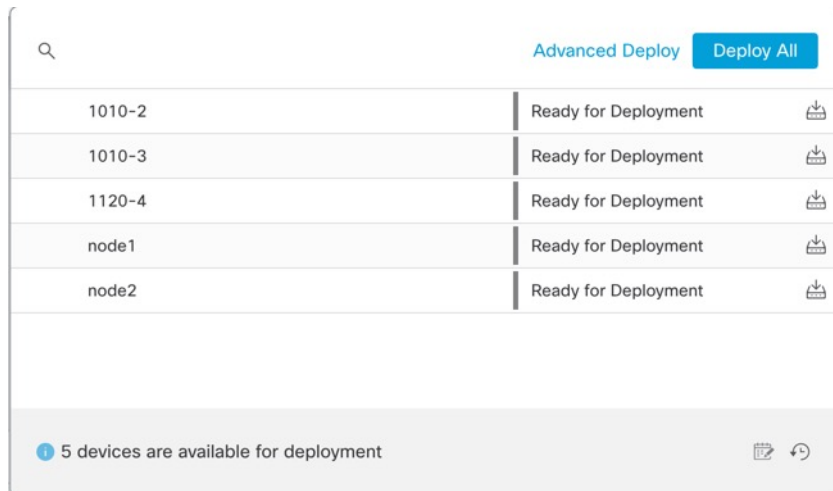 Advanced Deploy Deploy All
1010-2 Ready for Deployment
1010-3 Ready for Deployment
1120-4 Ready for Deployment
node1 Ready for Deployment
node2 Ready for Deployment
5 devices are available for deployment